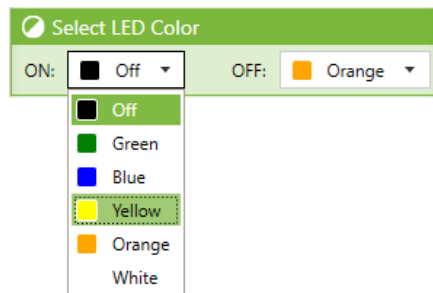 Select LED Color
ON: Off OFF: Orange
Off
Green
Blue
Yellow
Orange
White